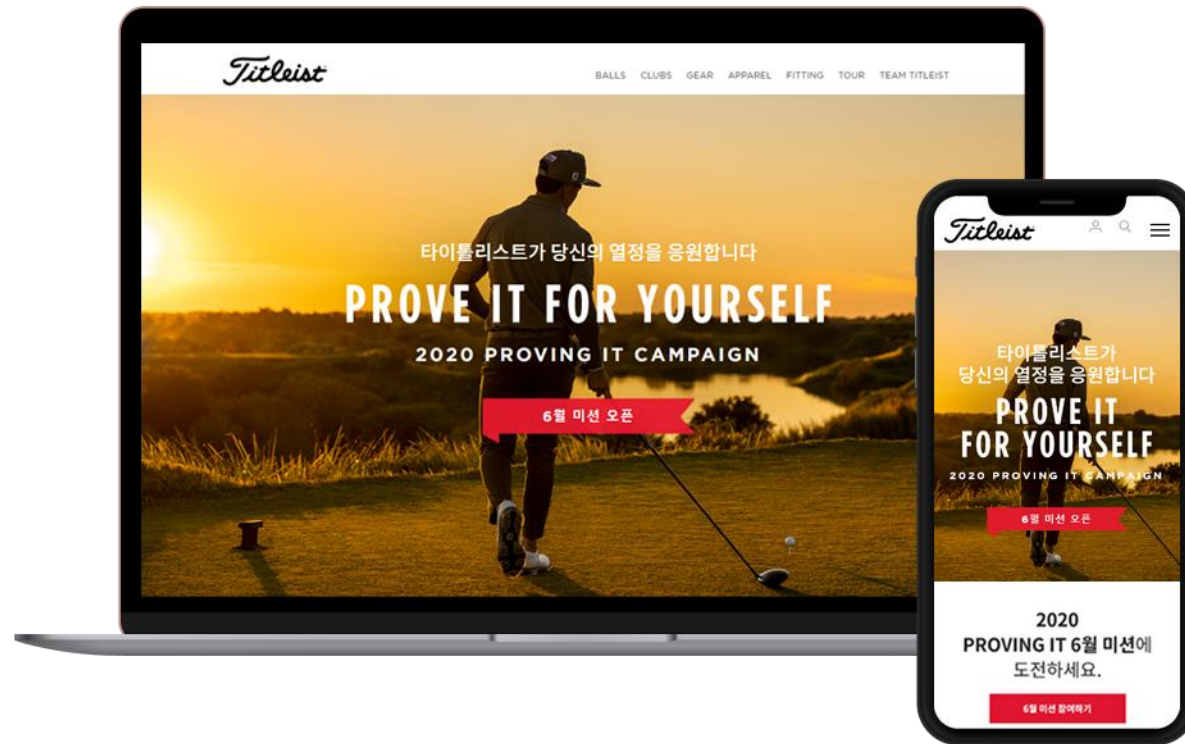 Titleist
BALLS CLUBS GEAR APPAREL FITTING TOUR TEAM TITLEIST
타이틀리스트가 당신의 열정을 응원합니다
PROVE IT FOR YOURSELF
2020 PROVING IT CAMPAIGN
6월 미션 오픈
Titleist
타이틀리스트가
당신의 열정을 응원합니다
PROVE IT
FOR YOURSELF
2020 PROVING IT CAMPAIGN
6월 미션 오픈
2020
PROVING IT 6월 미션에
도전하세요.
6월 미션 참여하기